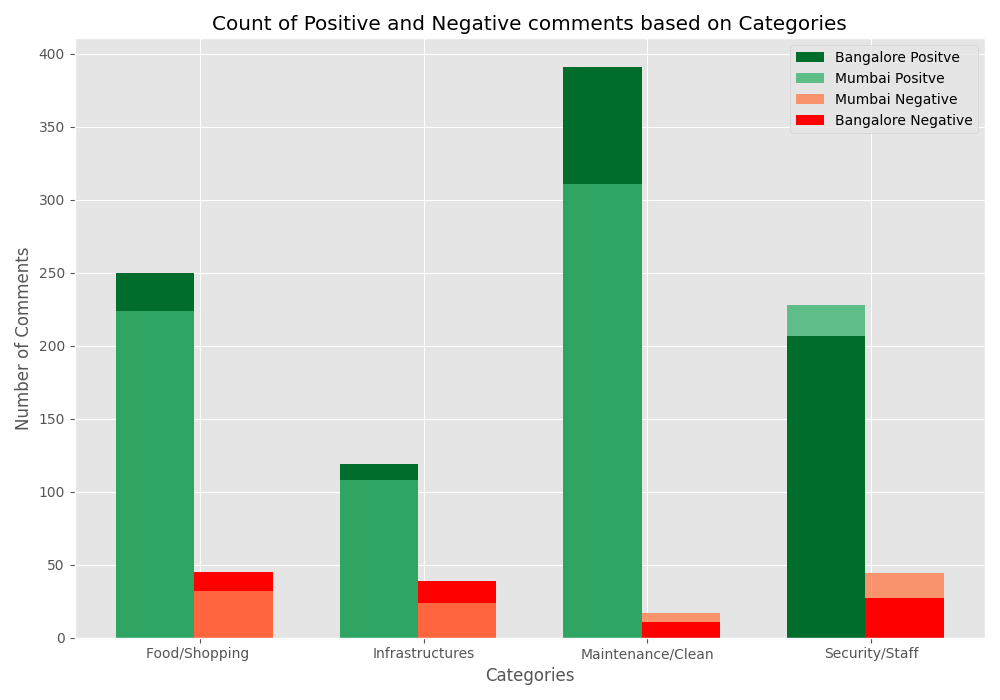 Count of Positive and Negative comments based on Categories
Bangalore Positve
Mumbai Positve
Mumbai Negative
Bangalore Negative
Number of Comments
400
350
300
250
200
150
100
50
0
Food/Shopping
Infrastructures
Maintenance/Clean
Security/Staff
Categories